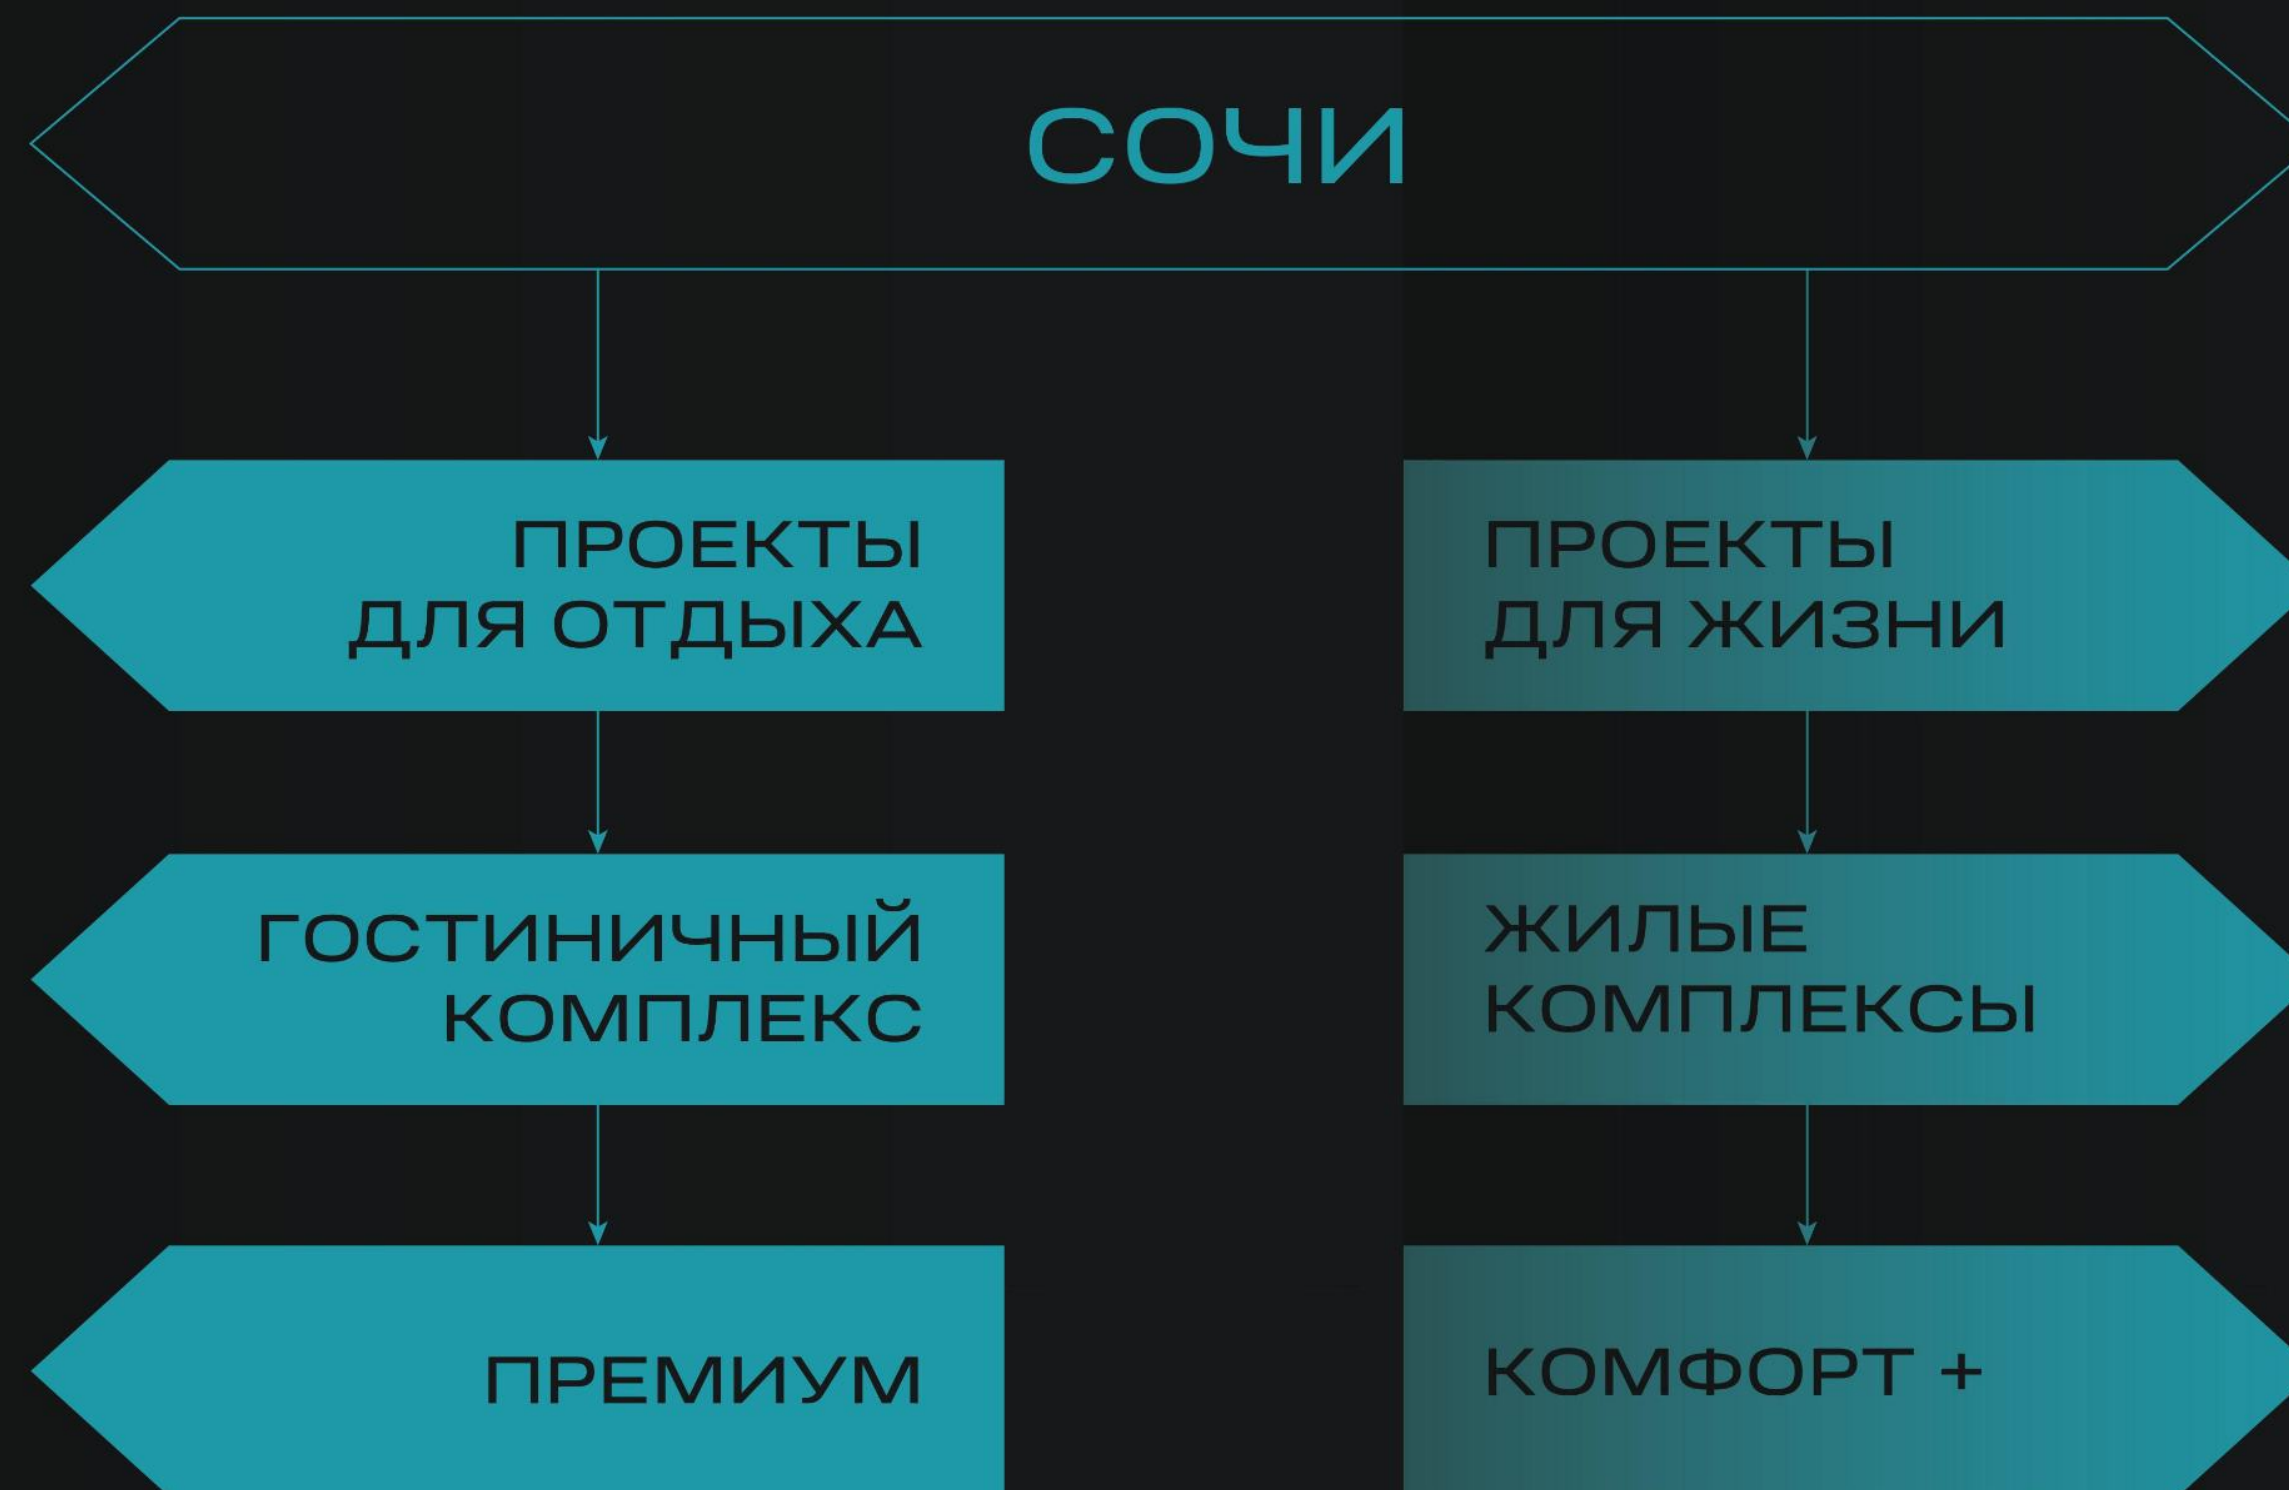 СОЧИ
ПРОЕКТЫ
ДЛЯ ОТДЫХА
ПРОЕКТЫ
ДЛЯ ЖИЗНИ
ГОСТИНИЧНЫЙ
КОМПЛЕКС
ЖИЛЫЕ
КОМПЛЕКСЫ
ПРЕМИУМ
КОМФОРТ +